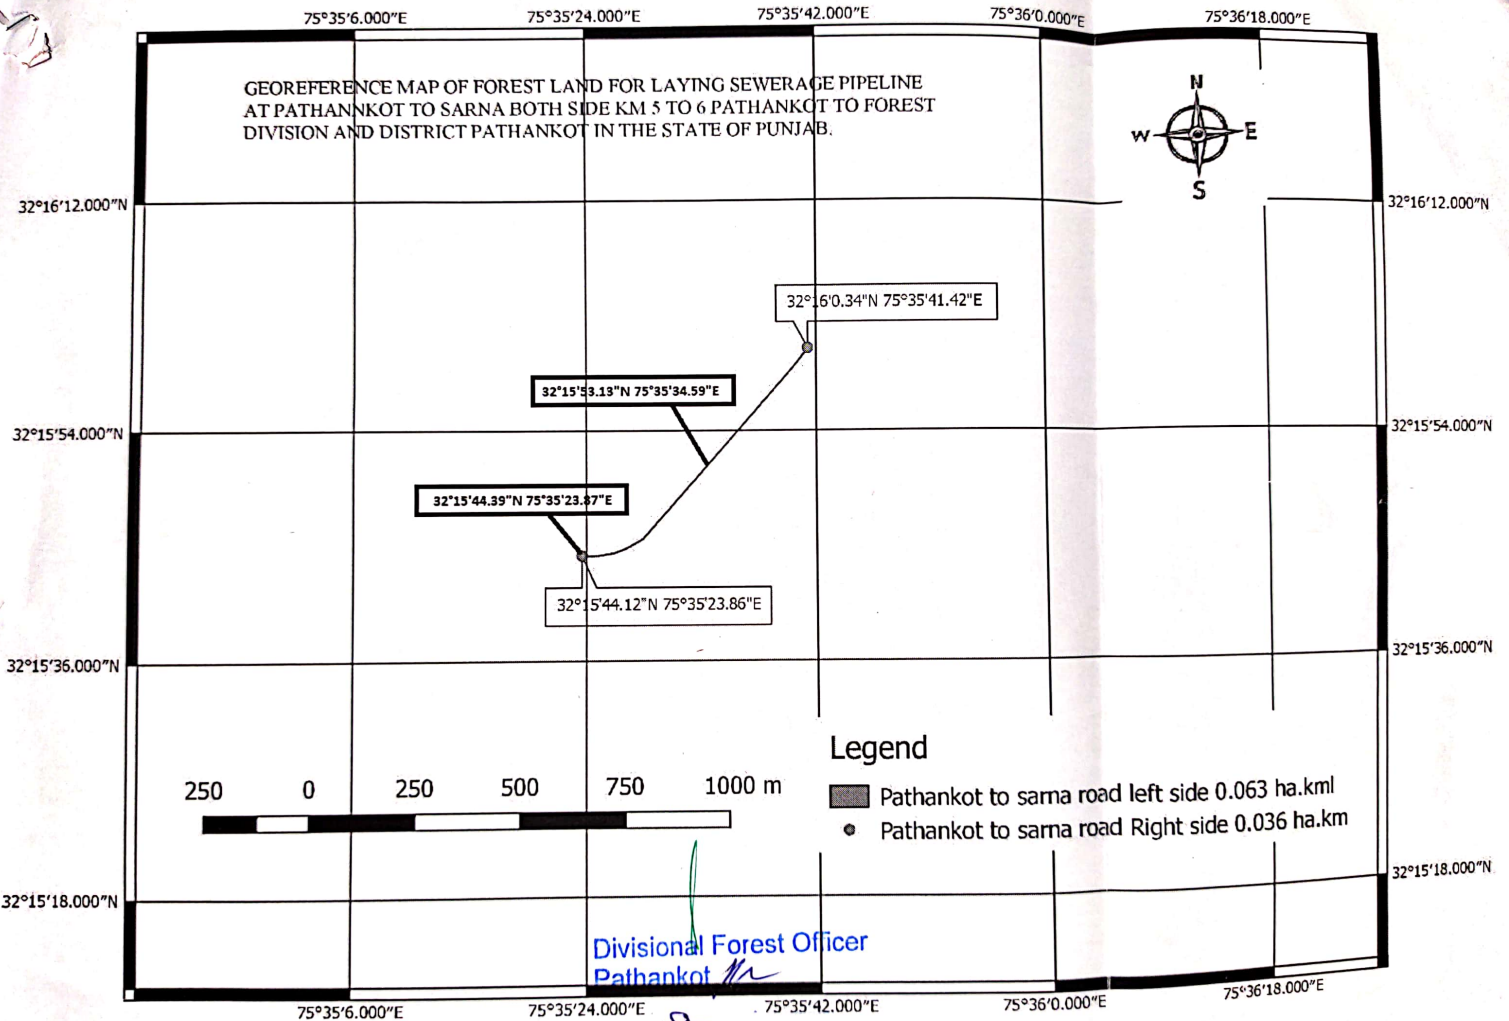 75°35'6.000"E 75°35'24.000"E 75°35'42.000"E 75°36'0.000"E 75°36'18.000"E
GEOREFERENCE MAP OF FOREST LAND FOR LAYING SEWERAGE PIPELINE
AT PATHANNKOT TO SARNA BOTH SIDE KM 5 TO 6 PATHANKOT TO FOREST
DIVISION AND DISTRICT PATHANKOT IN THE STATE OF PUNJAB.
N
W E
S
32°16'12.000"N 32°16'12.000"N
32°16'0.34"N 75°35'41.42"E
32°15'53.13"N 75°35'34.59"E
32°15'54.000"N 32°15'54.000"N
32°15'44.39"N 75°35'23.87"E
32°15'44.12"N 75°35'23.86"E
32°15'36.000"N 32°15'36.000"N
Legend
250 0 250 500 750 1000 m
Pathankot to sarna road left side 0.063 ha.kml
Pathankot to sarna road Right side 0.036 ha.km
32°15'18.000"N 32°15'18.000"N
Divisional Forest Officer
Pathankot
75°35'6.000"E 75°35'24.000"E 75°35'42.000"E 75°36'0.000"E 75°36'18.000"E